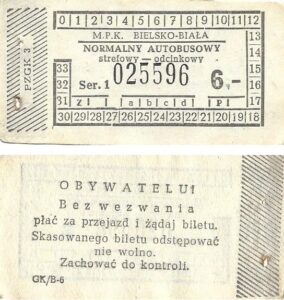 0 1 2 3 4 5 6 7 8 9 10 11 12
M.P.K. BIELSKO-BIAŁA 13
NORMALNY AUTOBUSOWY 14
strefowy - odcinkowy 15
PZGK 3
33
32 Ser. 1 025596 6.- 16
31 Z i a b c d p i 17
30 29 28 27 26 25 24 23 22 21 20 19 18
OBYWATELU!
Bez wezwania
płać za przejazd i żądaj biletu.
Skasowanego biletu odstępować
nie wolno.
Zachować do kontroli.
GK/B-6